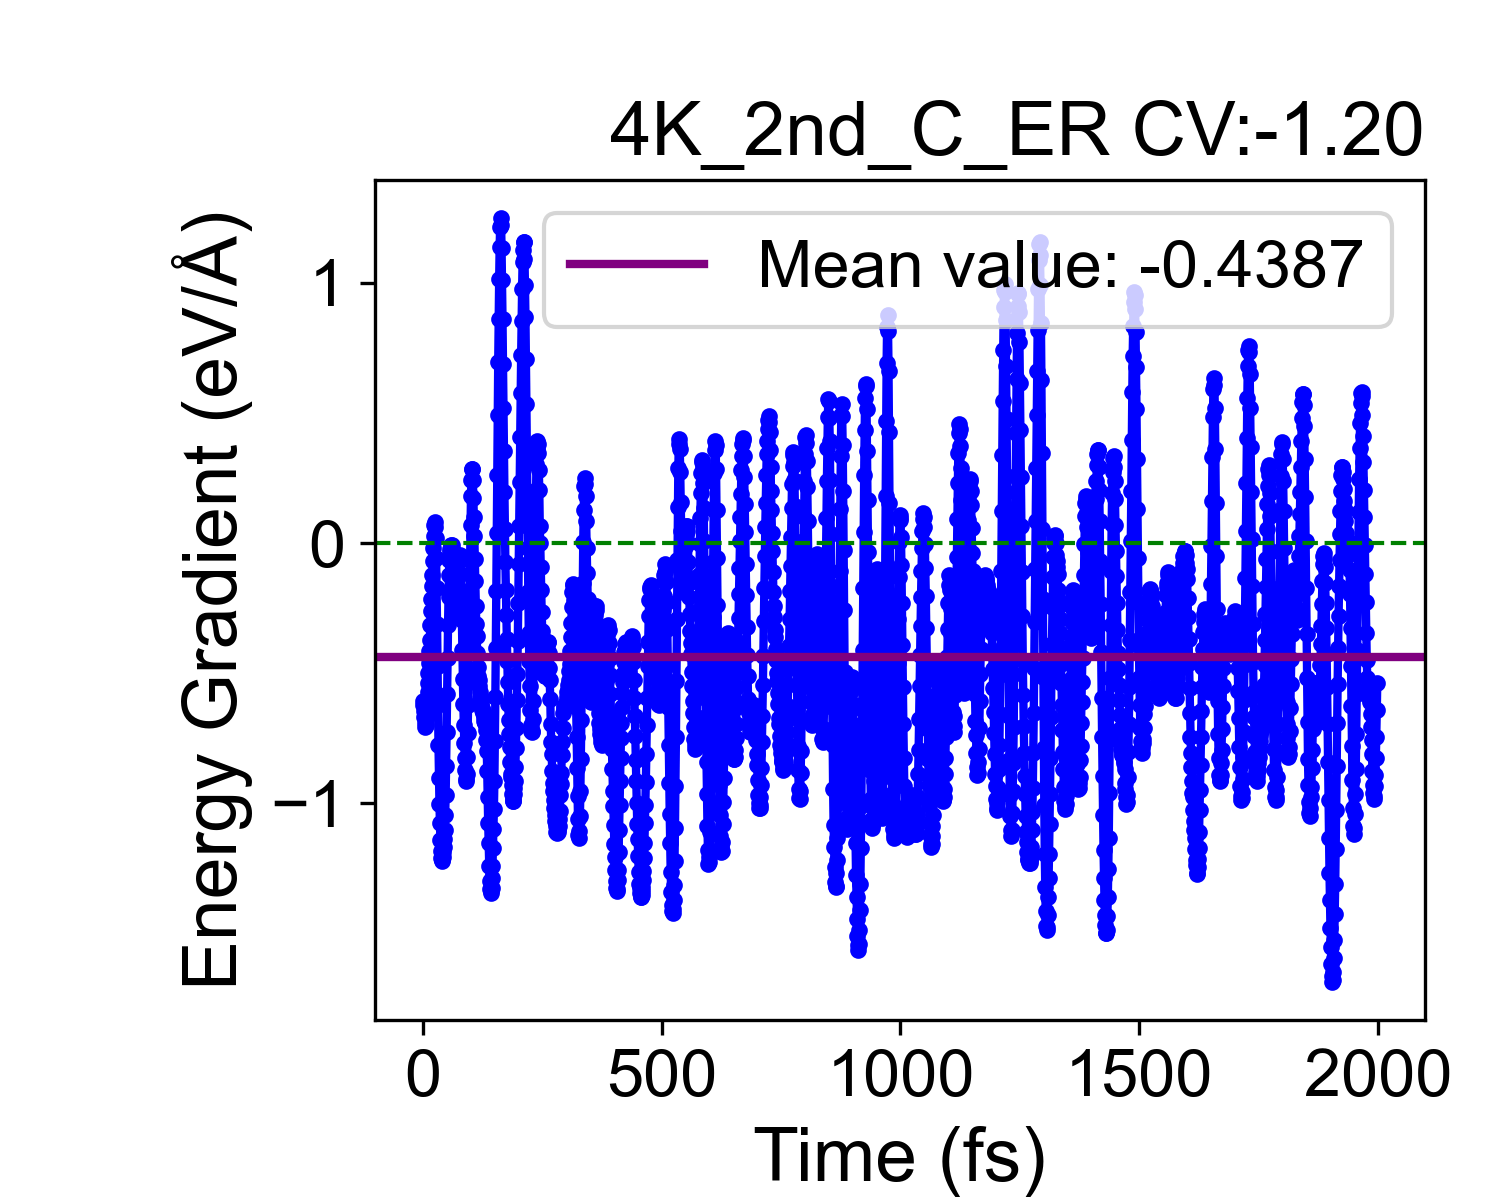 4K_2nd_C_ER CV:-1.20
Mean value: -0.4387
Energy Gradient (eV/Å)
1
0
−1
0 500 1000 1500 2000
Time (fs)